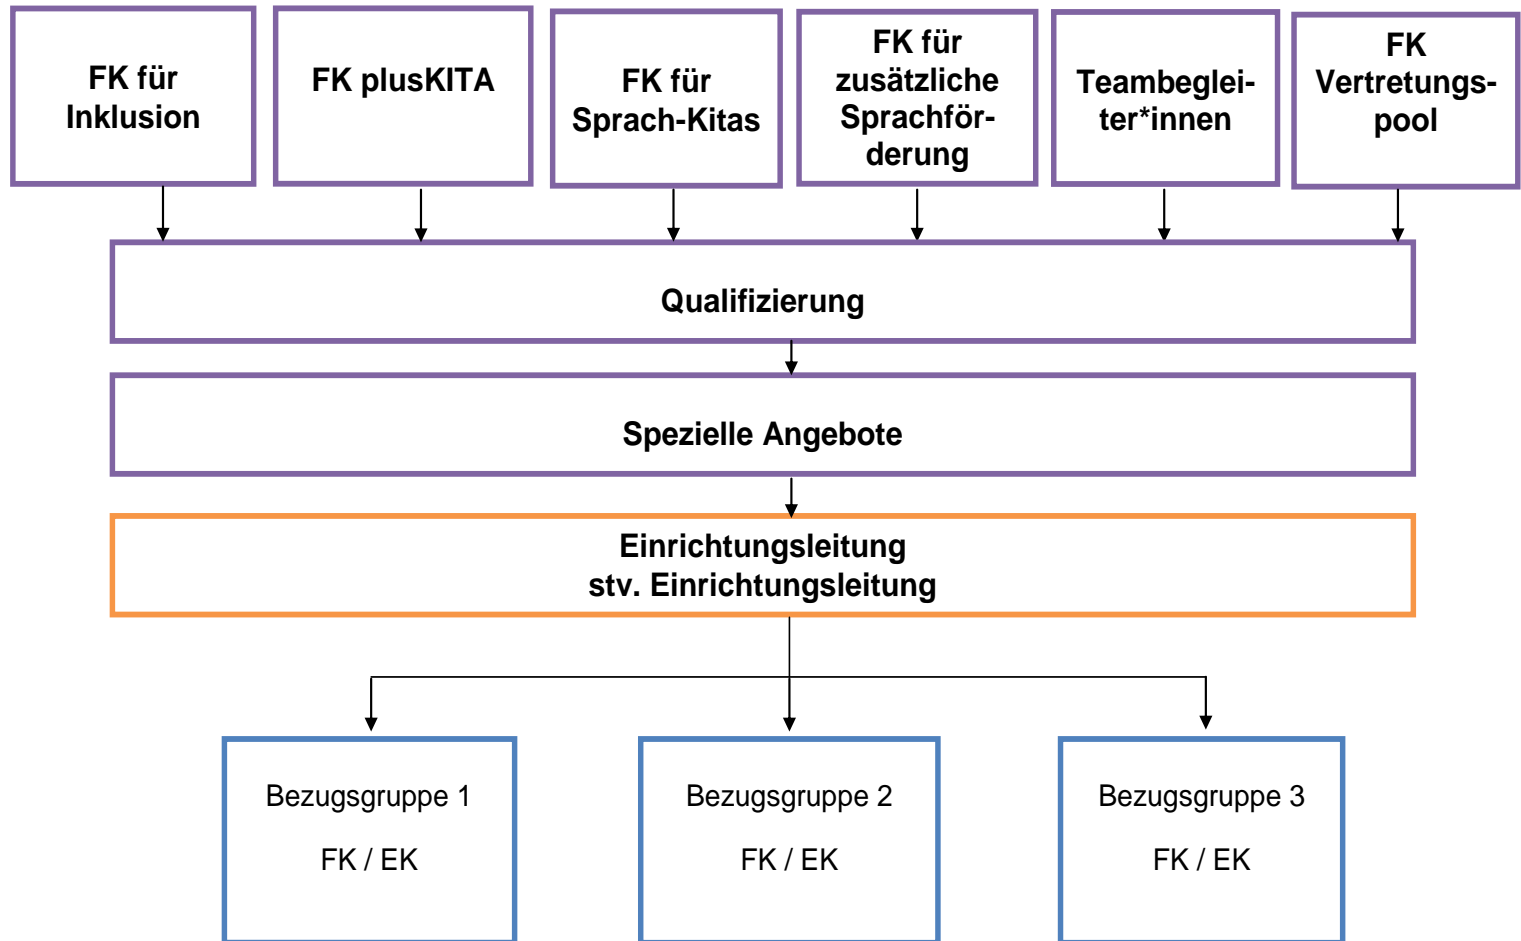 FK für
Inklusion
FK plusKITA
FK für
Sprach-Kitas
FK für
zusätzliche
Sprachför-
derung
Teambeglei-
ter*innen
FK
Vertretungs-
pool
Qualifizierung
Spezielle Angebote
Einrichtungsleitung
stv. Einrichtungsleitung
Bezugsgruppe 1
FK / EK
Bezugsgruppe 2
FK / EK
Bezugsgruppe 3
FK / EK